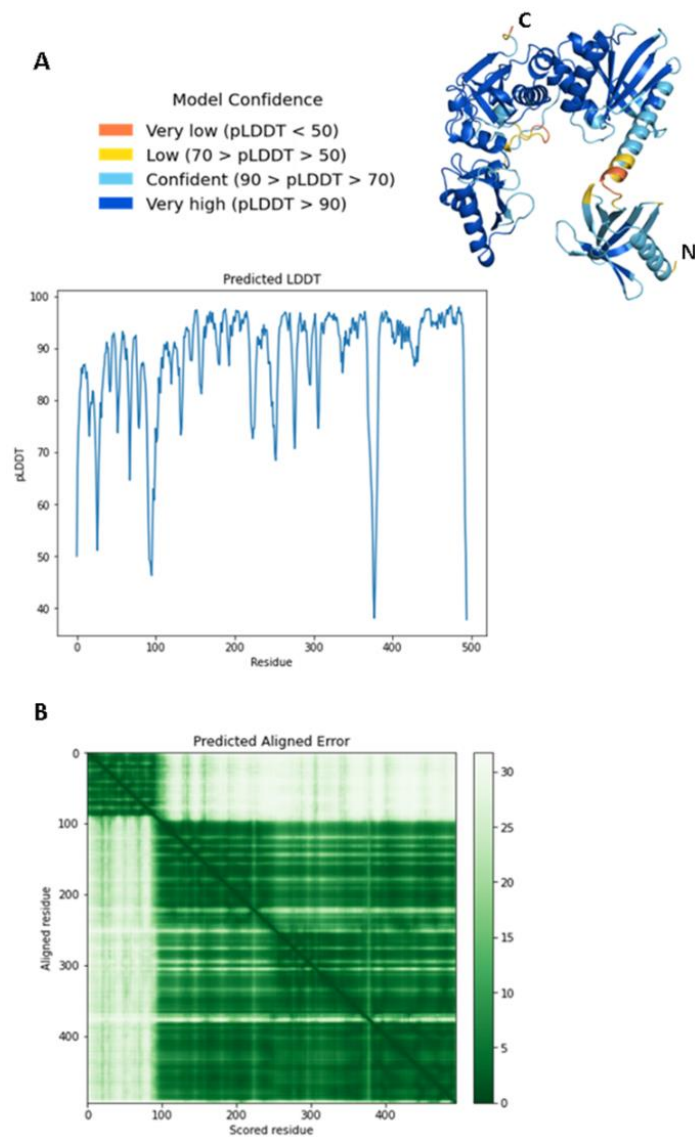 C
A
Model Confidence
Very low (pLDDT < 50)
Low (70 > pLDDT > 50)
Confident (90 > pLDDT > 70)
Very high (pLDDT > 90)
N
Predicted LDDT
100
90
80
70
60
50
40
pLDDT
0 100 200 300 400 500
Residue
B
Predicted Aligned Error
0
100
200
300
400
Aligned residue
0 100 200 300 400
Scored residue
30
25
20
15
10
5
0